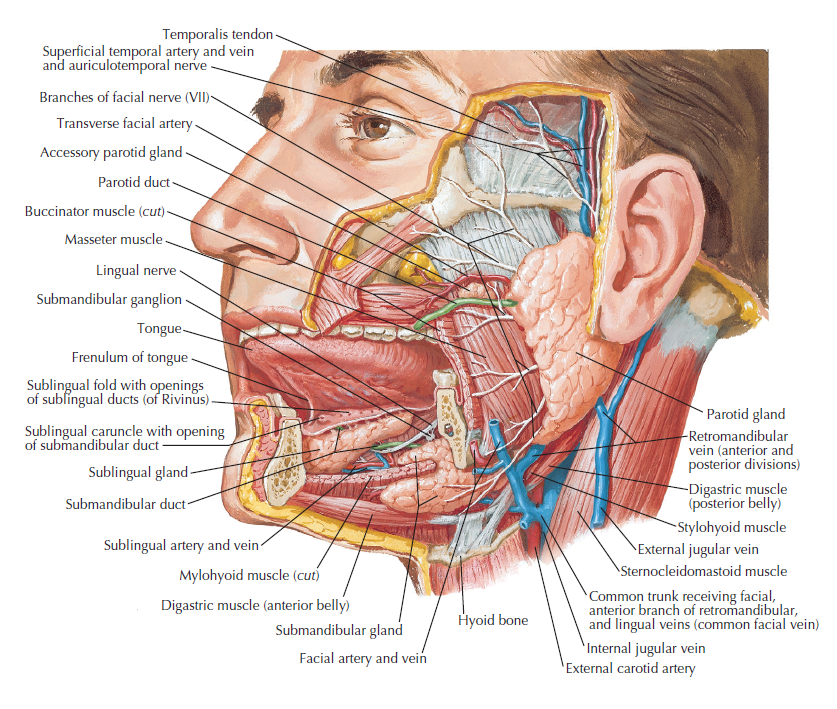 Temporalis tendon
Superficial temporal artery and vein
and auriculotemporal nerve
Branches of facial nerve (VII)
Transverse facial artery
Accessory parotid gland
Parotid duct
Buccinator muscle (cut)
Masseter muscle
Lingual nerve
Submandibular ganglion
Tongue
Frenulum of tongue
Sublingual fold with openings
of sublingual ducts (of Rivinus)
Sublingual caruncle with opening
of submandibular duct
Sublingual gland
Submandibular duct
Sublingual artery and vein
Mylohyoid muscle (cut)
Digastric muscle (anterior belly)
Submandibular gland
Facial artery and vein
Hyoid bone
Parotid gland
Retromandibular
vein (anterior and
posterior divisions)
Digastric muscle
(posterior belly)
Stylohyoid muscle
External jugular vein
Sternocleidomastoid muscle
Common trunk receiving facial,
anterior branch of retromandibular,
and lingual veins (common facial vein)
Internal jugular vein
External carotid artery